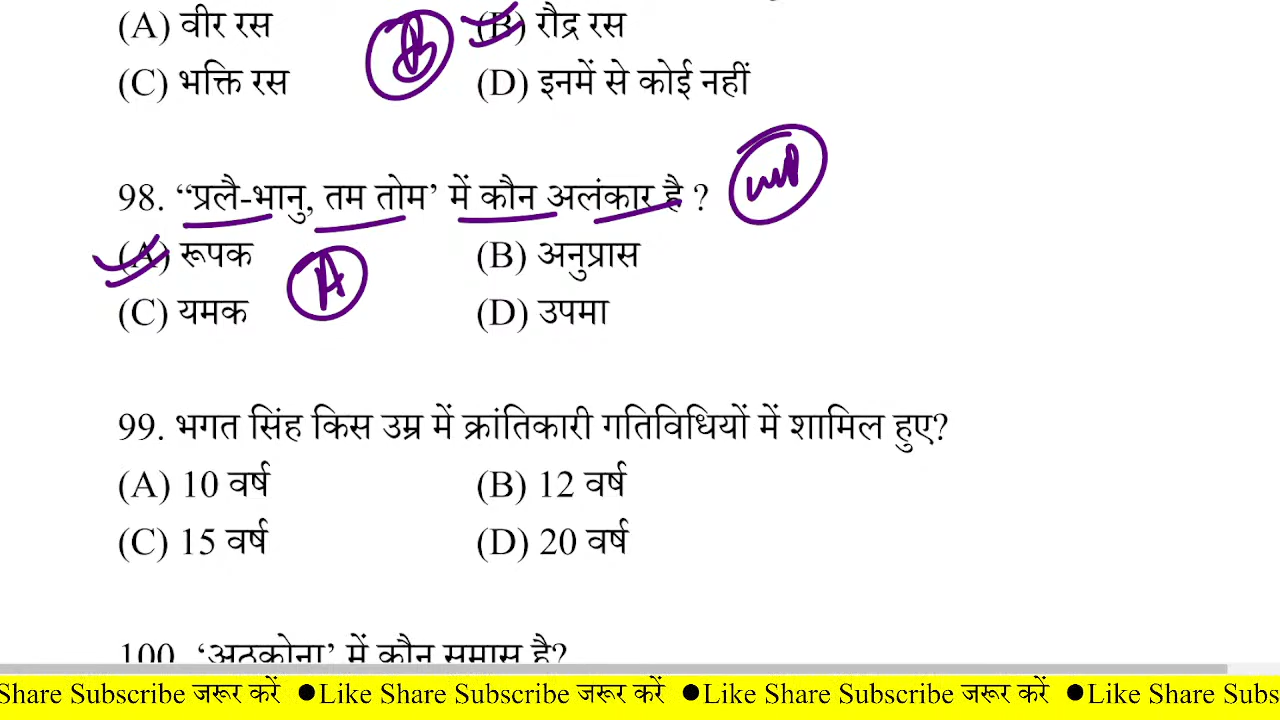 (A) वीर रस (B) रौद्र रस
B
(C) भक्ति रस (D) इनमें से कोई नहीं
98. “प्रलै-भानु, तम तोम’ में कौन अलंकार है ?
(A) रूपक (B) अनुप्रास
A
(C) यमक (D) उपमा
99. भगत सिंह किस उम्र में क्रांतिकारी गतिविधियों में शामिल हुए?
(A) 10 वर्ष (B) 12 वर्ष
(C) 15 वर्ष (D) 20 वर्ष
100. ‘अठकोना’ में कौन समास है?
Share Subscribe जरूर करें ●Like Share Subscribe जरूर करें ●Like Share Subscribe जरूर करें ●Like Share Subs